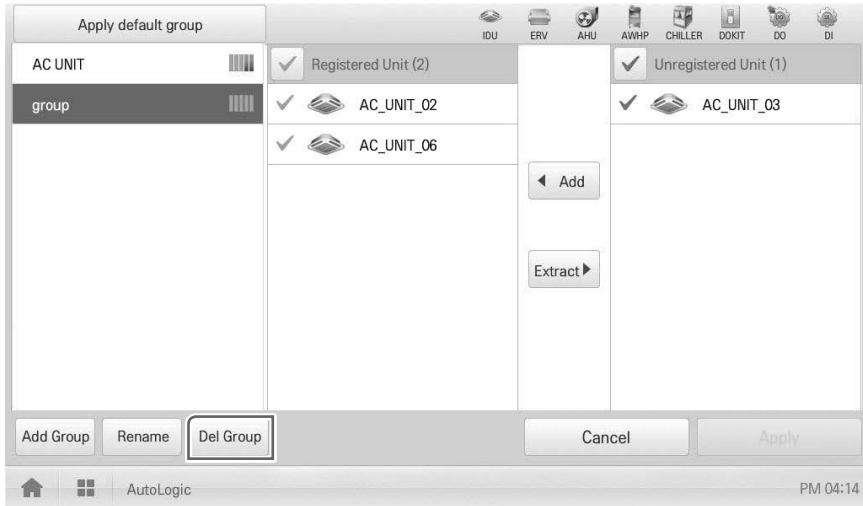 Apply default group
IDU ERV AHU AWHP CHILLER DOKIT DO DI
AC UNIT
group
Registered Unit (2)
AC_UNIT_02
AC_UNIT_06
Add
Extract
Unregistered Unit (1)
AC_UNIT_03
Add Group Rename Del Group Cancel Apply
AutoLogic PM 04:14